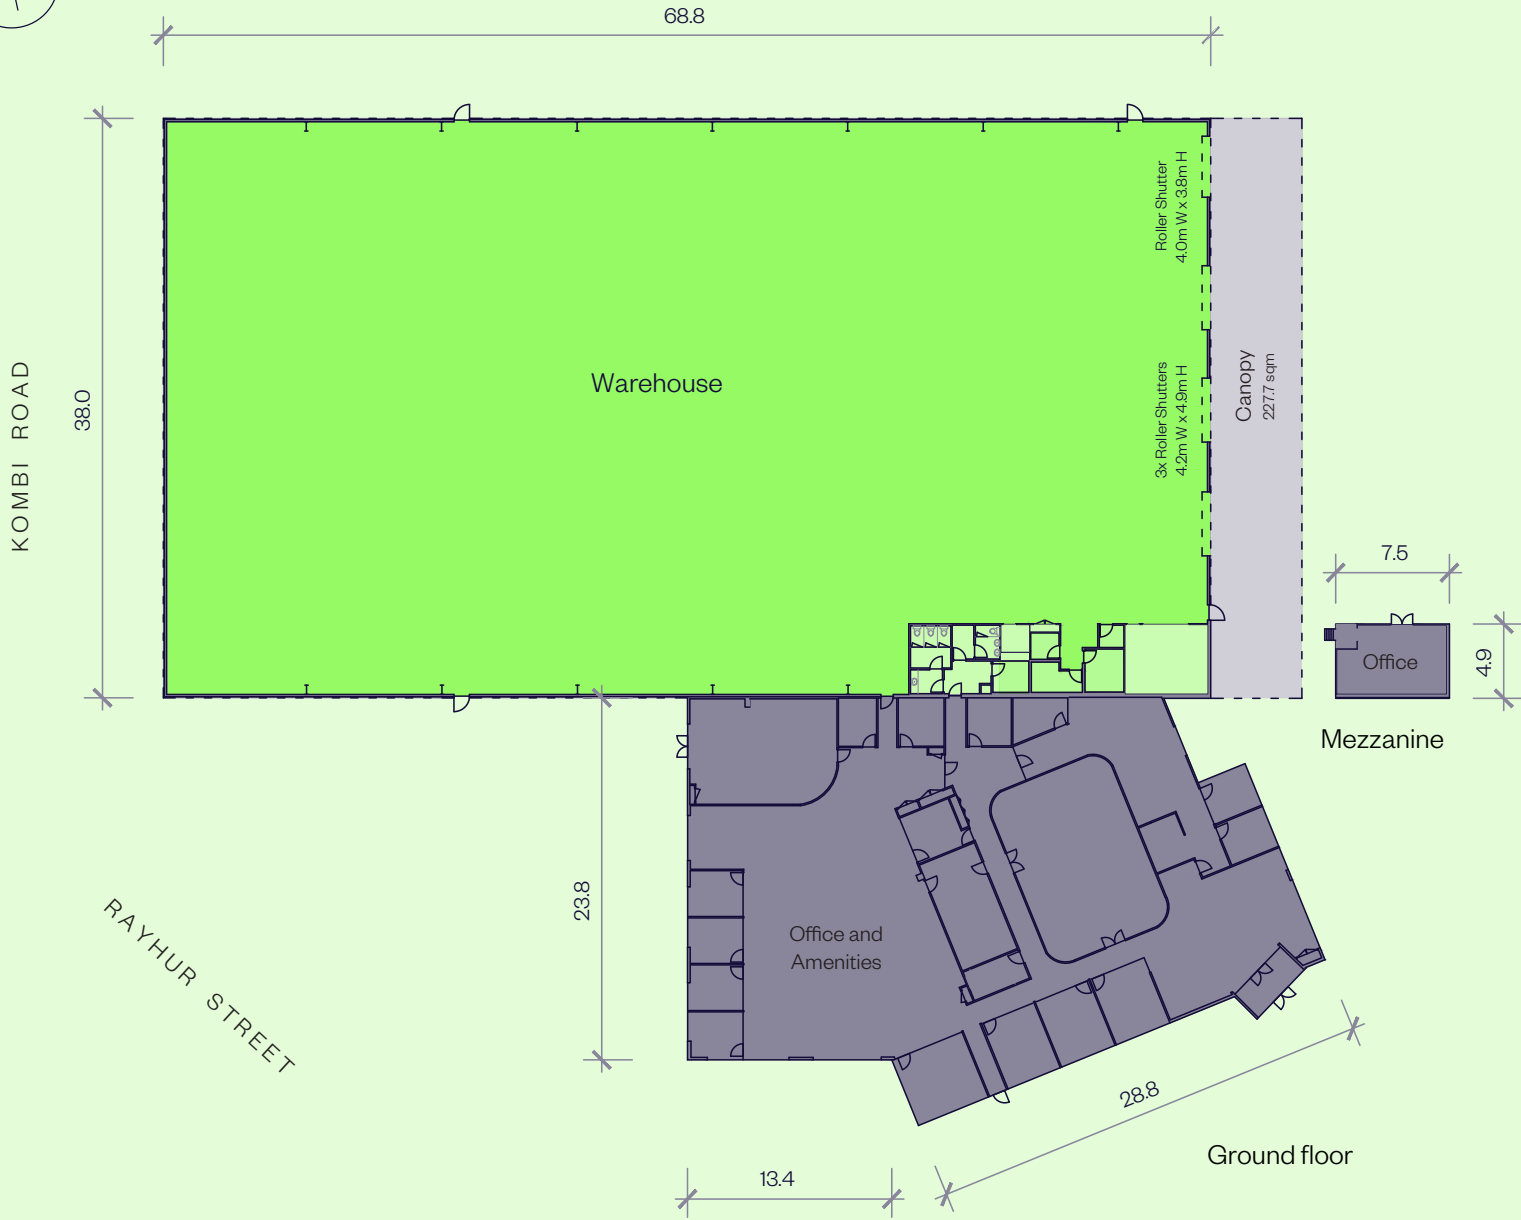 68.8
38.0
KOMBI ROAD
Warehouse
Roller Shutter
4.0m W x 3.8m H
3x Roller Shutters
4.2m W x 4.9m H
Canopy
227.7 sqm
7.5
4.9
Office
Mezzanine
RAYHUR STREET
23.8
Office and
Amenities
28.8
13.4
Ground floor